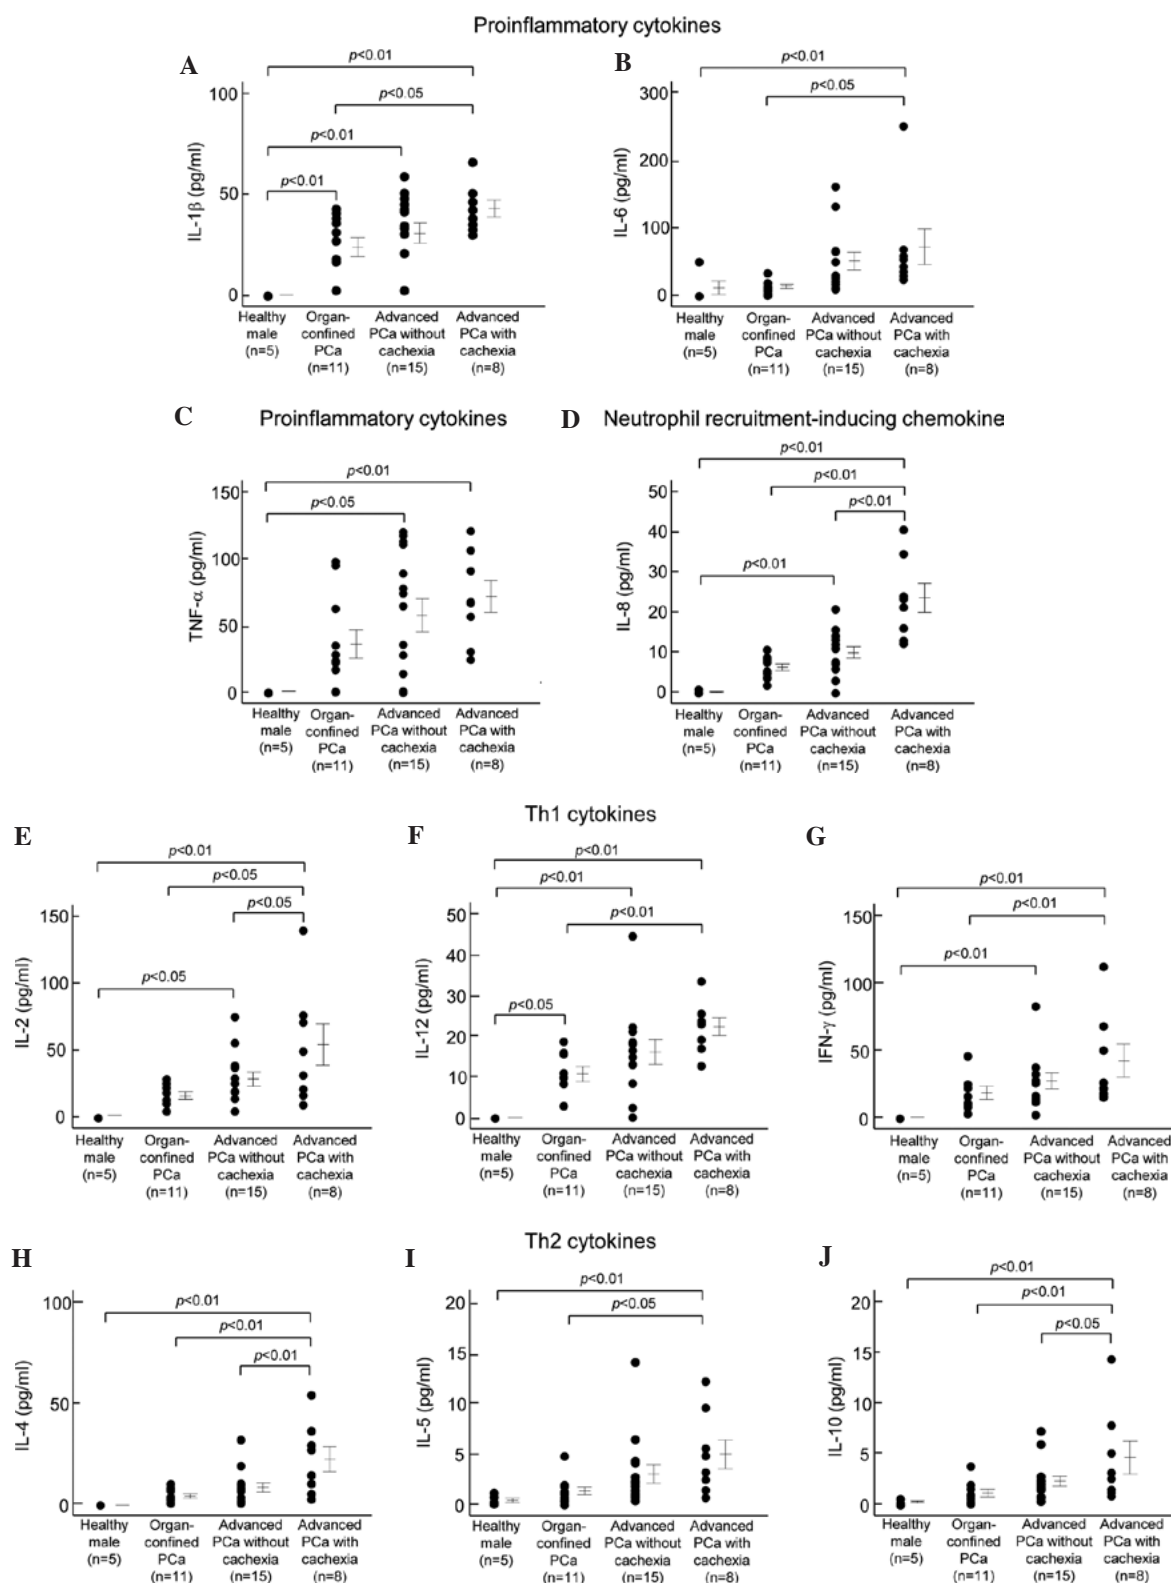 Proinflammatory cytokines
A
p<0.01
p<0.05
p<0.01
p<0.01
IL-1β (pg/ml)
100
50
0
Healthy male (n=5)
Organ-confined PCa (n=11)
Advanced PCa without cachexia (n=15)
Advanced PCa with cachexia (n=8)
B
p<0.01
p<0.05
IL-6 (pg/ml)
300
200
100
0
Healthy male (n=5)
Organ-confined PCa (n=11)
Advanced PCa without cachexia (n=15)
Advanced PCa with cachexia (n=8)
C
Proinflammatory cytokines
p<0.01
p<0.05
TNF-α (pg/ml)
150
100
50
0
Healthy male (n=5)
Organ-confined PCa (n=11)
Advanced PCa without cachexia (n=15)
Advanced PCa with cachexia (n=8)
D
Neutrophil recruitment-inducing chemokine
p<0.01
p<0.01
p<0.01
p<0.01
IL-8 (pg/ml)
50
40
30
20
10
0
Healthy male (n=5)
Organ-confined PCa (n=11)
Advanced PCa without cachexia (n=15)
Advanced PCa with cachexia (n=8)
Th1 cytokines
E
p<0.01
p<0.05
p<0.05
p<0.05
IL-2 (pg/ml)
150
100
50
0
Healthy male (n=5)
Organ-confined PCa (n=11)
Advanced PCa without cachexia (n=15)
Advanced PCa with cachexia (n=8)
F
p<0.01
p<0.01
p<0.01
p<0.05
IL-12 (pg/ml)
50
40
30
20
10
0
Healthy male (n=5)
Organ-confined PCa (n=11)
Advanced PCa without cachexia (n=15)
Advanced PCa with cachexia (n=8)
G
p<0.01
p<0.01
p<0.01
IFN-γ (pg/ml)
150
100
50
0
Healthy male (n=5)
Organ-confined PCa (n=11)
Advanced PCa without cachexia (n=15)
Advanced PCa with cachexia (n=8)
Th2 cytokines
H
p<0.01
p<0.01
p<0.01
IL-4 (pg/ml)
100
50
0
Healthy male (n=5)
Organ-confined PCa (n=11)
Advanced PCa without cachexia (n=15)
Advanced PCa with cachexia (n=8)
I
p<0.01
p<0.05
IL-5 (pg/ml)
20
15
10
5
0
Healthy male (n=5)
Organ-confined PCa (n=11)
Advanced PCa without cachexia (n=15)
Advanced PCa with cachexia (n=8)
J
p<0.01
p<0.01
p<0.05
IL-10 (pg/ml)
20
15
10
5
0
Healthy male (n=5)
Organ-confined PCa (n=11)
Advanced PCa without cachexia (n=15)
Advanced PCa with cachexia (n=8)